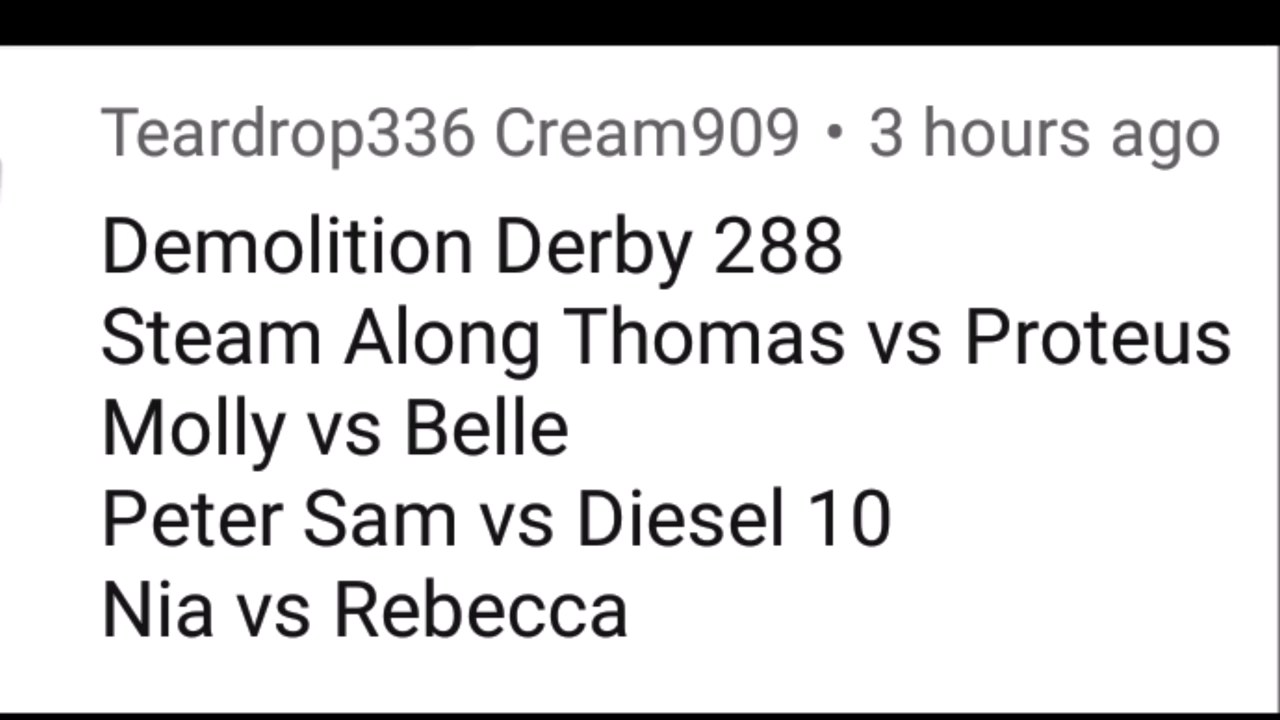 Teardrop336 Cream909 • 3 hours ago
Demolition Derby 288
Steam Along Thomas vs Proteus
Molly vs Belle
Peter Sam vs Diesel 10
Nia vs Rebecca